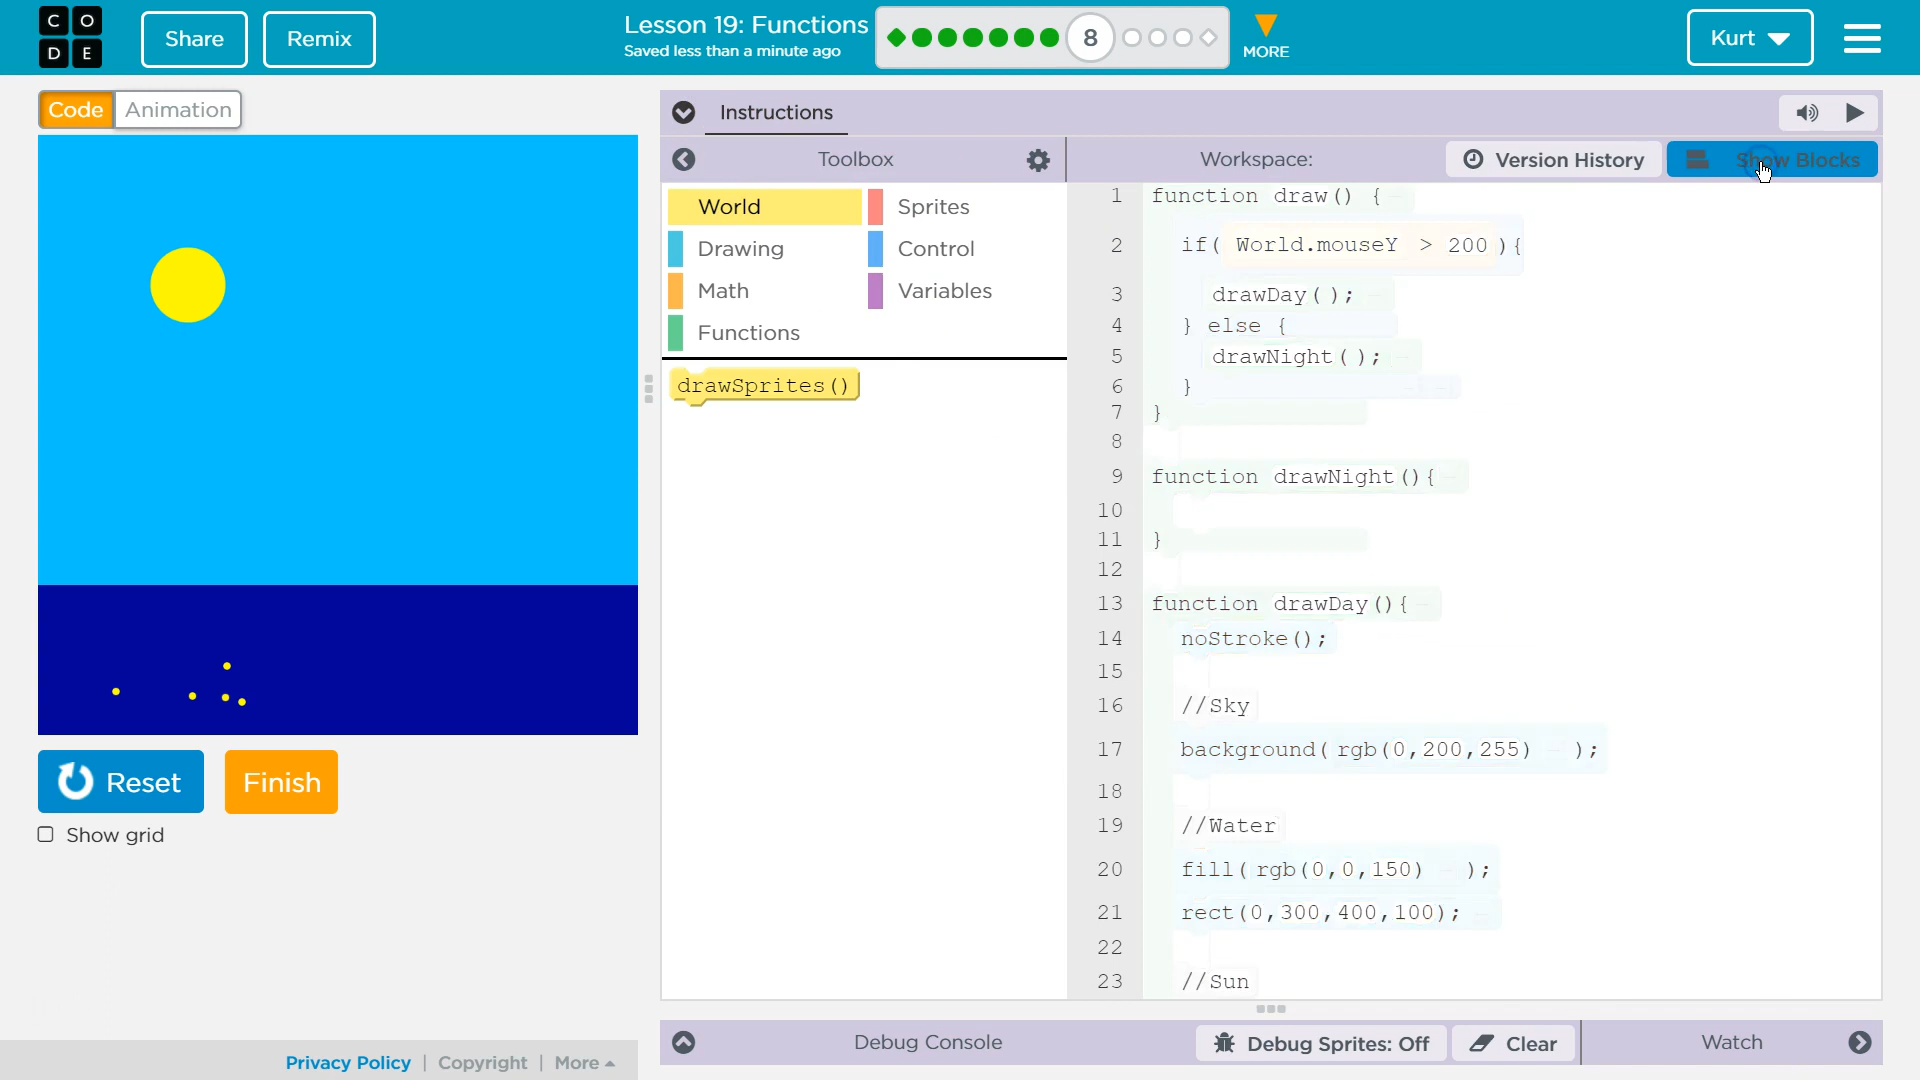 CO
DE
Share
Remix
Lesson 19: Functions
Saved less than a minute ago
8
MORE
Kurt
Code
Animation
Instructions
Toolbox
Workspace:
Version History
Show Blocks
World
Sprites
Drawing
Control
Math
Variables
Functions
drawSprites()
1 function draw() {
2 if( World.mouseY > 200 ){
3 drawDay( );
4 } else {
5 drawNight( );
6 }
7 }
8
9 function drawNight(){
10
11 }
12
13 function drawDay(){
14 noStroke();
15
16 //Sky
17 background( rgb(0,200,255) );
18
19 //Water
20 fill( rgb(0,0,150) );
21 rect(0,300,400,100);
22
23 //Sun
Reset
Finish
Show grid
Privacy Policy | Copyright | More
Debug Console
Debug Sprites: Off
Clear
Watch